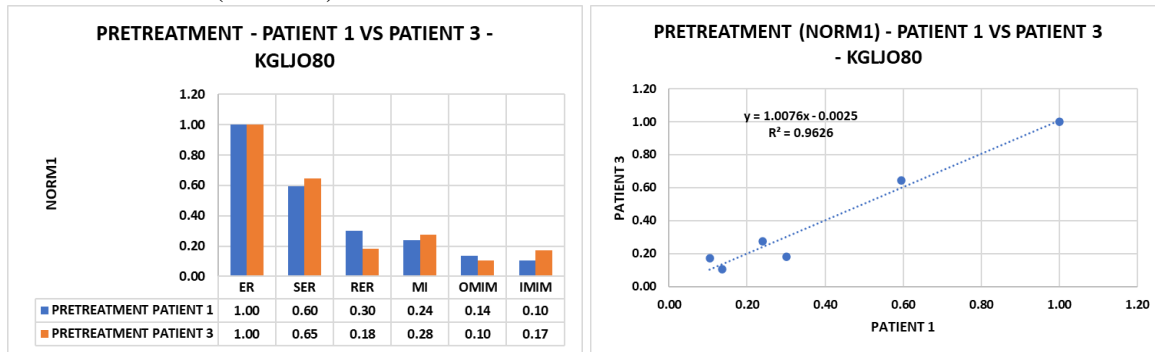 PRETREATMENT - PATIENT 1 VS PATIENT 3 -
KGLJO80
NORM1
1.20
1.00
0.80
0.60
0.40
0.20
0.00
ER SER RER MI OMIM IMIM
PRETREATMENT PATIENT 1 1.00 0.60 0.30 0.24 0.14 0.10
PRETREATMENT PATIENT 3 1.00 0.65 0.18 0.28 0.10 0.17
PRETREATMENT (NORM1) - PATIENT 1 VS PATIENT 3
- KGLJO80
PATIENT 3
1.20
1.00
0.80
0.60
0.40
0.20
0.00
y = 1.0076x - 0.0025
R² = 0.9626
0.00 0.20 0.40 0.60 0.80 1.00 1.20
PATIENT 1